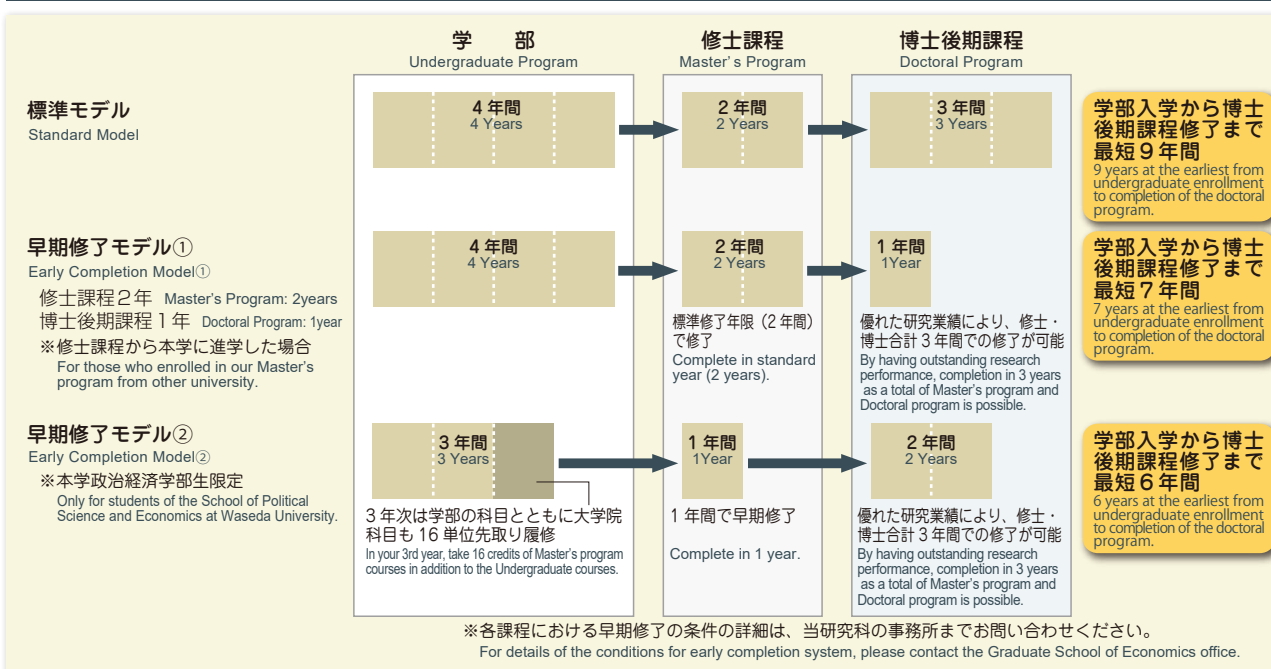 学　部
Undergraduate Program
修士課程
Master's Program
博士後期課程
Doctoral Program
標準モデル
Standard Model
4 年間
4 Years
2 年間
2 Years
3 年間
3 Years
学部入学から博士
後期課程修了まで
最短９年間
9 years at the earliest from
undergraduate enrollment
to completion of the doctoral
program.
早期修了モデル①
Early Completion Model①
修士課程２年 Master's Program: 2years
博士後期課程１年 Doctoral Program: 1year
※修士課程から本学に進学した場合
For those who enrolled in our Master's
program from other university.
4 年間
4 Years
2 年間
2 Years
標準修了年限（2 年間）
で修了
Complete in standard
year (2 years).
1 年間
1Year
優れた研究業績により、修士・
博士合計 3 年間での修了が可能
By having outstanding research
performance, completion in 3 years
as a total of Master's program and
Doctoral program is possible.
学部入学から博士
後期課程修了まで
最短７年間
7 years at the earliest from
undergraduate enrollment
to completion of the doctoral
program.
早期修了モデル②
Early Completion Model②
※本学政治経済学部生限定
Only for students of the School of Political
Science and Economics at Waseda University.
3 年間
3 Years
3 年次は学部の科目とともに大学院
科目も 16 単位先取り履修
In your 3rd year, take 16 credits of Master's program
courses in addition to the Undergraduate courses.
1 年間
1Year
1 年間で早期修了
Complete in 1 year.
2 年間
2 Years
優れた研究業績により、修士・
博士合計 3 年間での修了が可能
By having outstanding research
performance, completion in 3 years
as a total of Master's program and
Doctoral program is possible.
学部入学から博士
後期課程修了まで
最短６年間
6 years at the earliest from
undergraduate enrollment
to completion of the doctoral
program.
※各課程における早期修了の条件の詳細は、当研究科の事務所までお問い合わせください。
For details of the conditions for early completion system, please contact the Graduate School of Economics office.